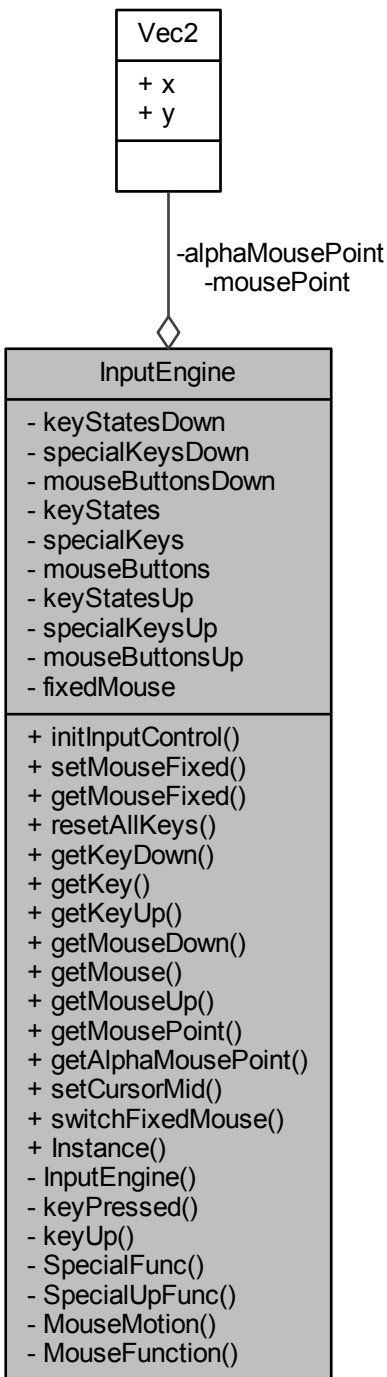 Vec2
+ x
+ y
-alphaMousePoint
-mousePoint
InputEngine
- keyStatesDown
- specialKeysDown
- mouseButtonsDown
- keyStates
- specialKeys
- mouseButtons
- keyStatesUp
- specialKeysUp
- mouseButtonsUp
- fixedMouse
+ initInputControl()
+ setMouseFixed()
+ getMouseFixed()
+ resetAllKeys()
+ getKeyDown()
+ getKey()
+ getKeyUp()
+ getMouseDown()
+ getMouse()
+ getMouseUp()
+ getMousePoint()
+ getAlphaMousePoint()
+ setCursorMid()
+ switchFixedMouse()
+ Instance()
- InputEngine()
- keyPressed()
- keyUp()
- SpecialFunc()
- SpecialUpFunc()
- MouseMotion()
- MouseFunction()